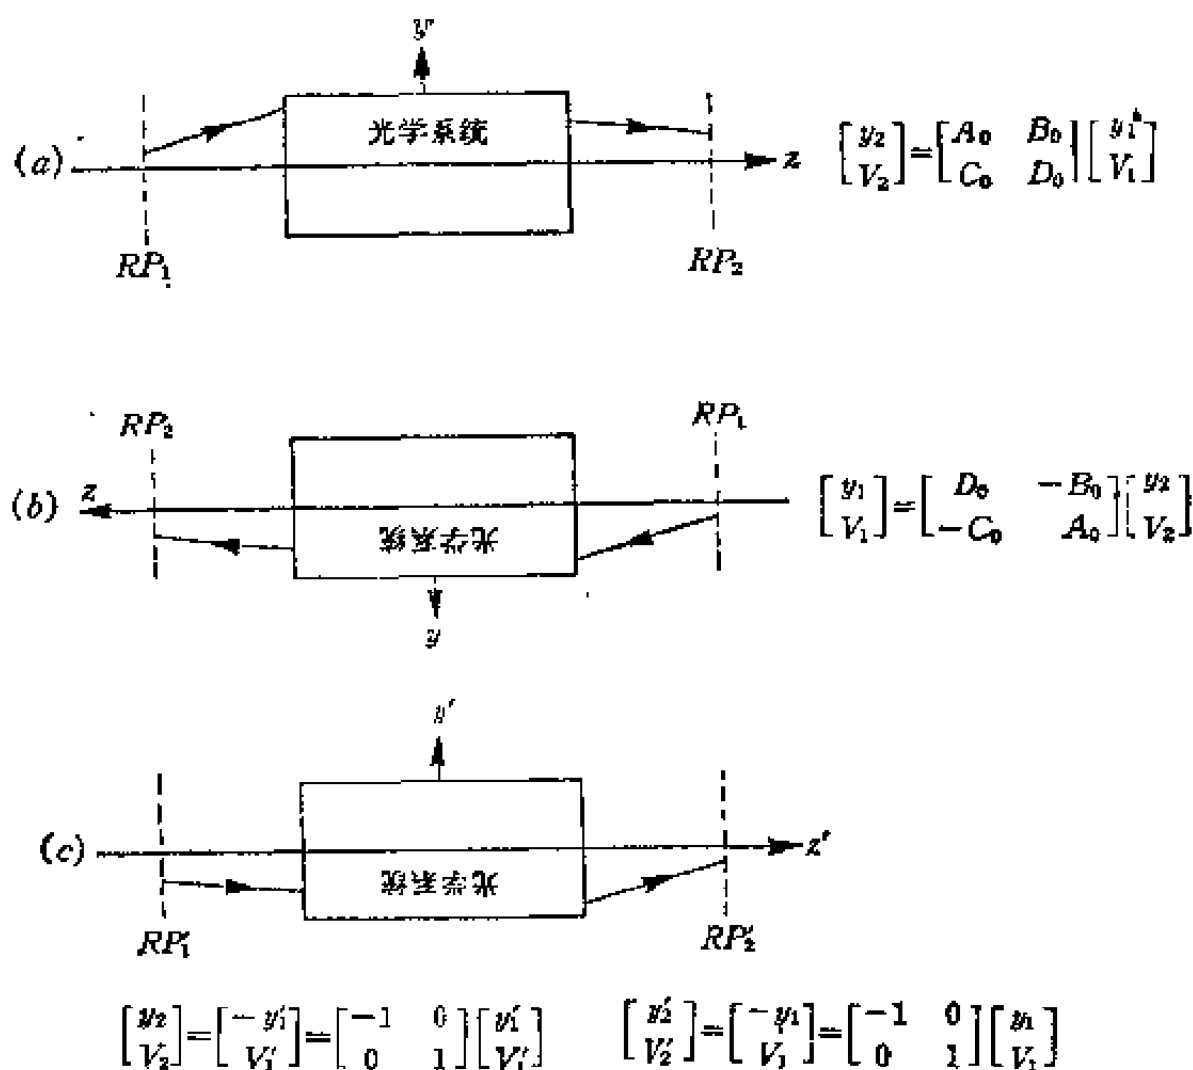 y
光学系统
(a)
z
RP₁
RP₂
[y₂ V₂] = [A₀ B₀ C₀ D₀] [y₁ V₁]
RP₂
RP₁
(b)
z
光学系统
y
[y₁ V₁] = [D₀ -B₀ -C₀ A₀] [y₂ V₂]
y′
(c)
z′
光学系统
RP′₁
RP′₂
[y₂ V₂] = [-y′₁ V′₁] = [-1 0 0 1] [y′₁ V′₁]
[y′₂ V′₂] = [-y₁ V₁] = [-1 0 0 1] [y₁ V₁]